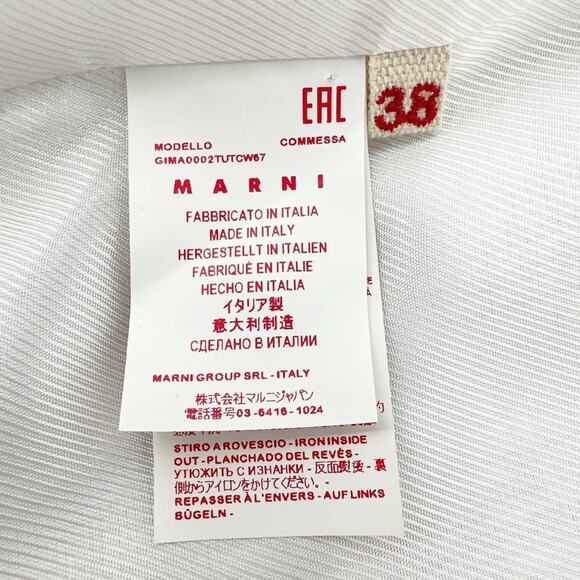 EAC
38
MODELLO COMMESSA
GIMA0002TUTCW67
MARNI
FABBRICATO IN ITALIA
MADE IN ITALY
HERGESTELLT IN ITALIEN
FABRIQUÉ EN ITALIE
HECHO EN ITALIA
イタリア製
意大利制造
СДЕЛАНО В ИТАЛИИ
MARNI GROUP SRL - ITALY
株式会社マルニジャパン
電話番号03-6416-1024
STIRO A ROVESCIO - IRON INSIDE
OUT - PLANCHADO DEL REVÈS -
УТЮЖИТЬ С ИЗНАНКИ - 反面熨烫 - 裏
側からアイロンをかけてください。 -
REPASSER À L'ENVERS - AUF LINKS
BÜGELN -